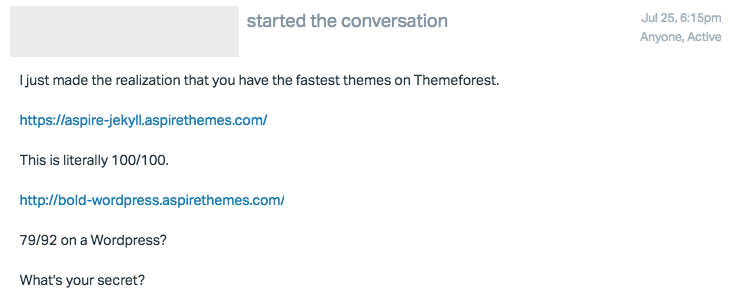 started the conversation
Jul 25, 6:15pm
Anyone, Active
I just made the realization that you have the fastest themes on Themeforest.
https://aspire-jekyll.aspirethemes.com/
This is literally 100/100.
http://bold-wordpress.aspirethemes.com/
79/92 on a Wordpress?
What's your secret?